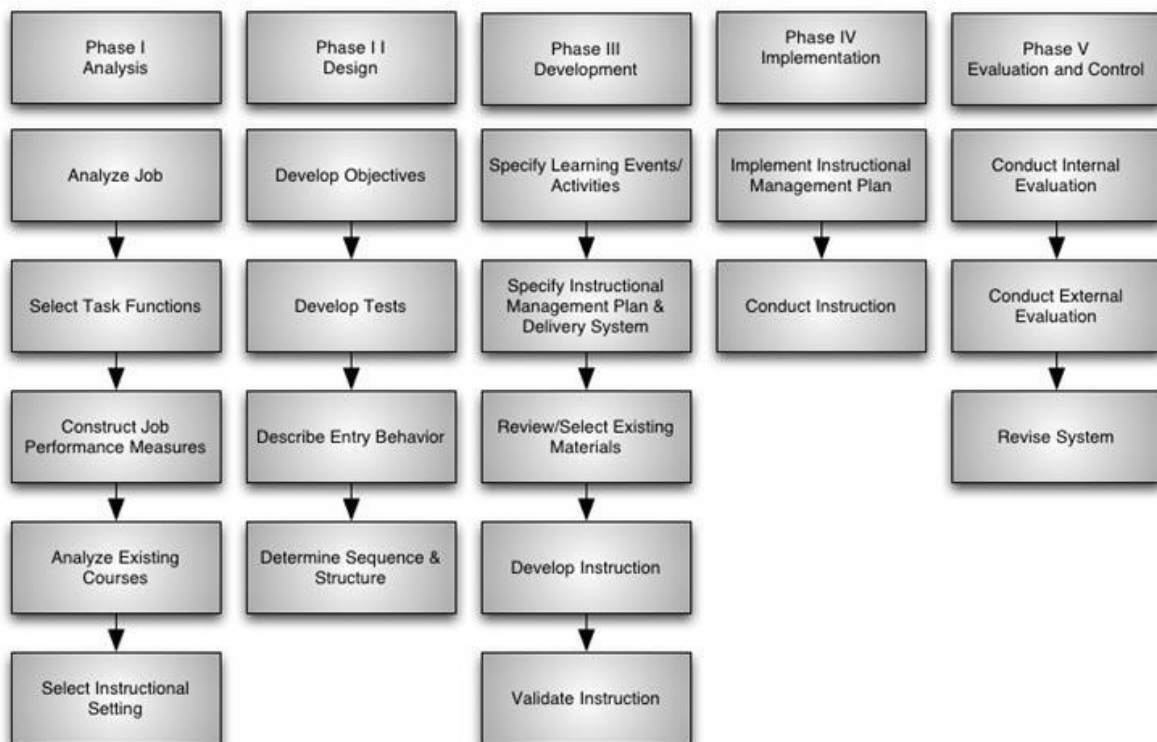 Phase I
Analysis
Phase I I
Design
Phase III
Development
Phase IV
Implementation
Phase V
Evaluation and Control
Analyze Job
Develop Objectives
Specify Learning Events/
Activities
Implement Instructional
Management Plan
Conduct Internal
Evaluation
Select Task Functions
Develop Tests
Specify Instructional
Management Plan &
Delivery System
Conduct Instruction
Conduct External
Evaluation
Construct Job
Performance Measures
Describe Entry Behavior
Review/Select Existing
Materials
Revise System
Analyze Existing
Courses
Determine Sequence &
Structure
Develop Instruction
Select Instructional
Setting
Validate Instruction